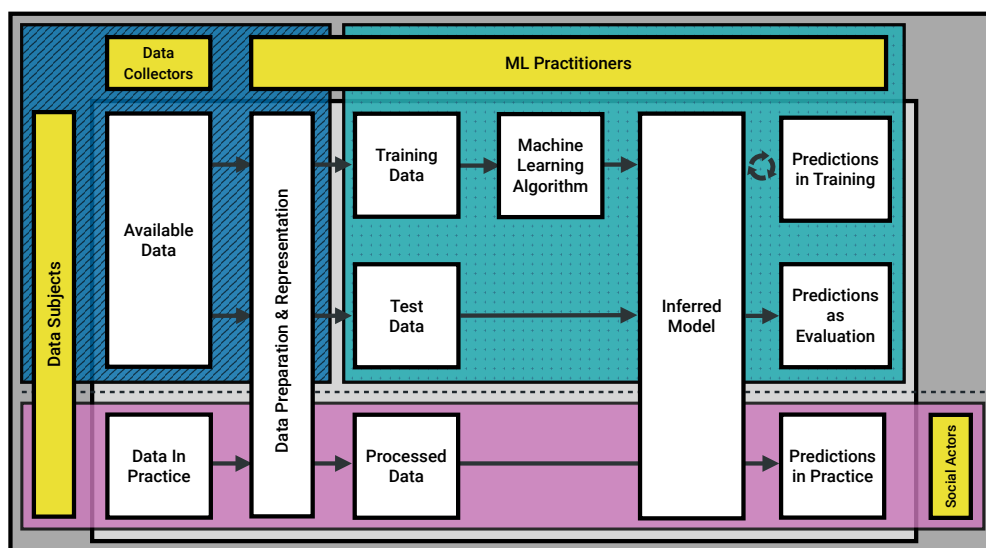 Data
Collectors
ML Practitioners
Data Subjects
Available
Data
Data Preparation & Representation
Training
Data
Machine
Learning
Algorithm
Inferred
Model
Predictions
in Training
Test
Data
Predictions
as
Evaluation
Data In
Practice
Processed
Data
Predictions
in Practice
Social Actors